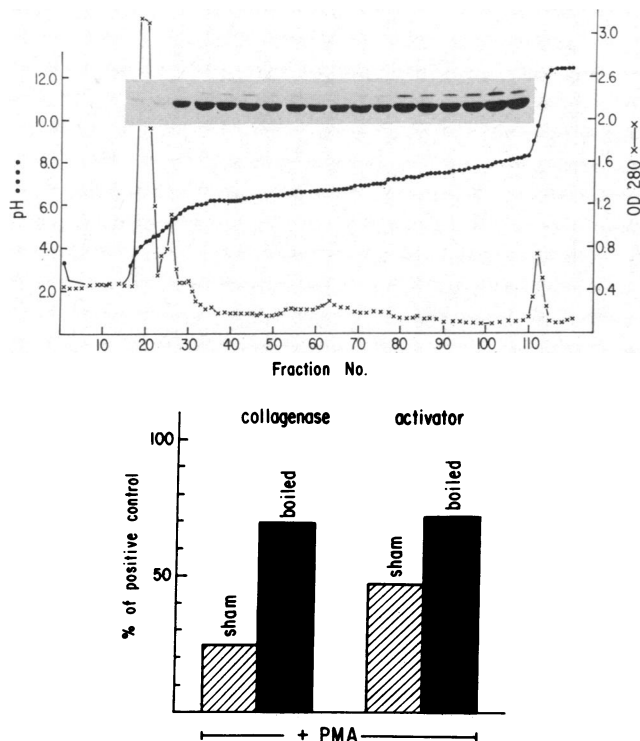 3.0
12.0
2.6
10.0
2.0
8.0
1.6
pH ••••
OD 280 ×—×
6.0
1.2
4.0
0.8
2.0
0.4
10 20 30 40 50 60 70 80 90 100 110
Fraction No.
collagenase activator
100
50
% of positive control
sham
boiled
sham
boiled
+ PMA